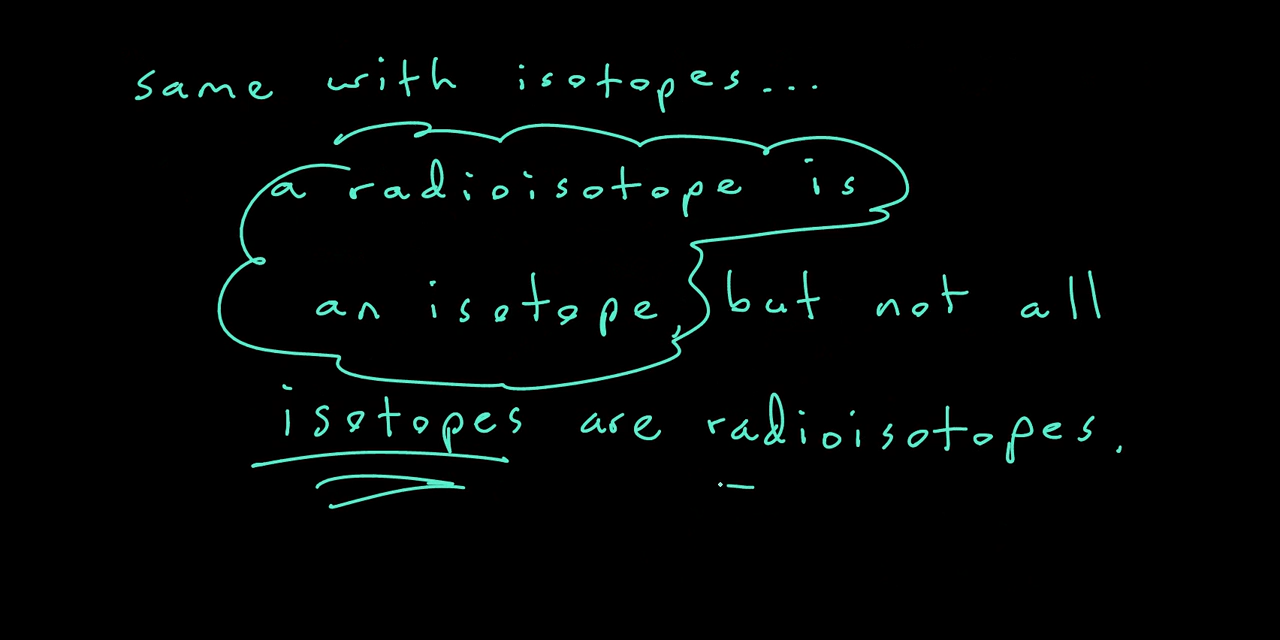 same with isotopes...
a radioisotope is
an isotope, but not all
isotopes are radioisotopes.